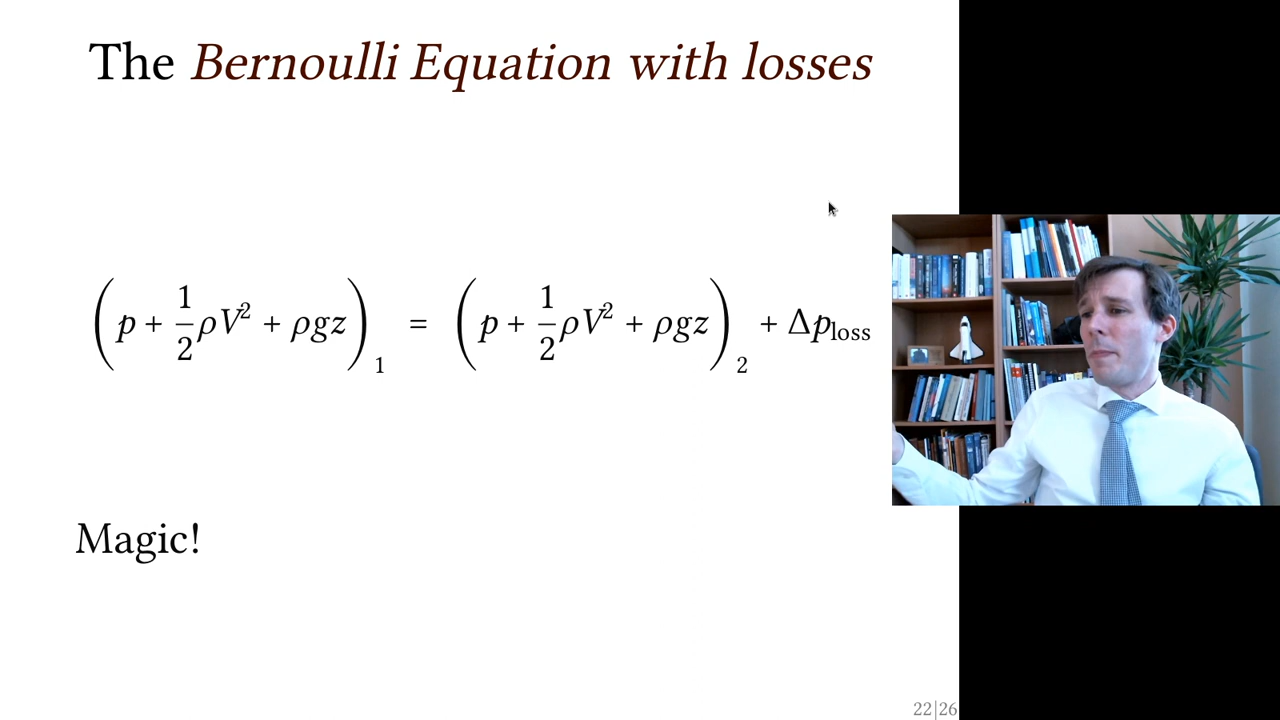 The Bernoulli Equation with losses
(p + 1/2 ρV² + ρgz)₁ = (p + 1/2 ρV² + ρgz)₂ + Δp_loss
Magic!
22|26